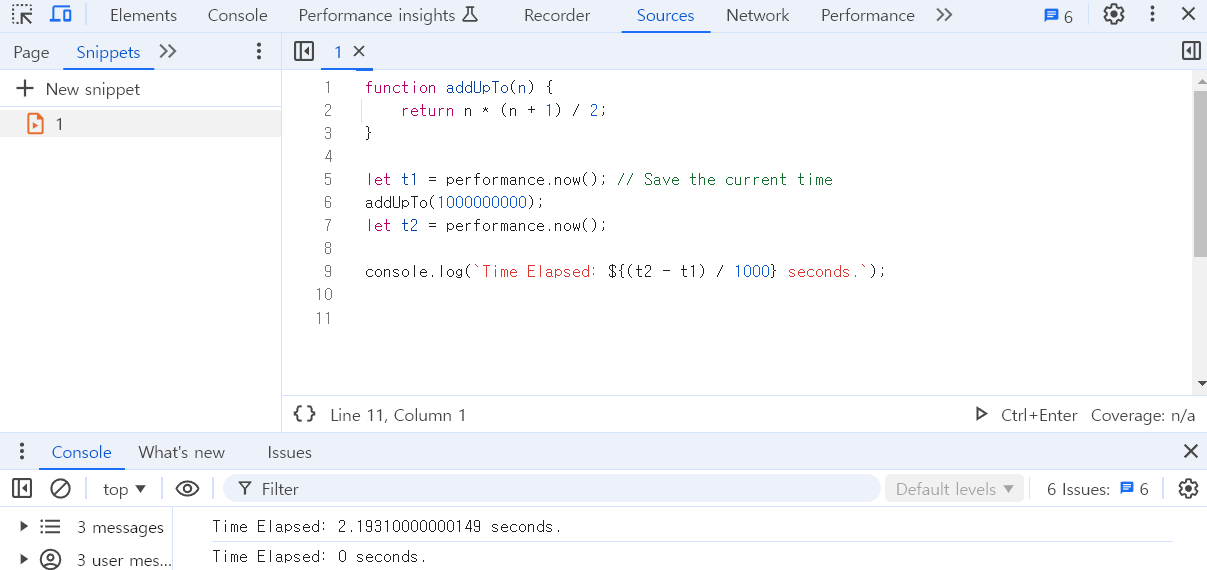 Elements Console Performance insights Recorder Sources Network Performance 6
Page Snippets
1
New snippet
1
1 function addUpTo(n) {
2 return n * (n + 1) / 2;
3 }
4
5 let t1 = performance.now(); // Save the current time
6 addUpTo(1000000000);
7 let t2 = performance.now();
8
9 console.log(`Time Elapsed: ${(t2 - t1) / 1000} seconds.`);
10
11
{} Line 11, Column 1 Ctrl+Enter Coverage: n/a
Console What's new Issues
top Filter Default levels 6 Issues: 6
3 messages
3 user mes...
Time Elapsed: 2.19310000000149 seconds.
Time Elapsed: 0 seconds.